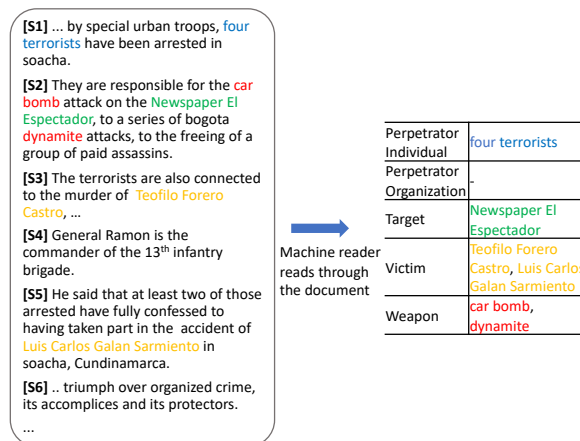 [S1] ... by special urban troops, four
terrorists have been arrested in
soacha.
[S2] They are responsible for the car
bomb attack on the Newspaper El
Espectador, to a series of bogota
dynamite attacks, to the freeing of a
group of paid assassins.
[S3] The terrorists are also connected
to the murder of Teofilo Forero
Castro, ...
[S4] General Ramon is the
commander of the 13th infantry
brigade.
[S5] He said that at least two of those
arrested have fully confessed to
having taken part in the accident of
Luis Carlos Galan Sarmiento in
soacha, Cundinamarca.
[S6] .. triumph over organized crime,
its accomplices and its protectors.
...
Machine reader
reads through
the document
Perpetrator
Individual
four terrorists
Perpetrator
Organization
-
Target
Newspaper El
Espectador
Victim
Teofilo Forero
Castro, Luis Carlos
Galan Sarmiento
Weapon
car bomb,
dynamite